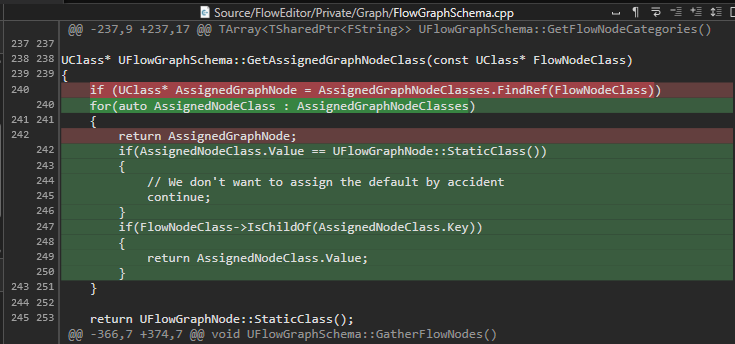 Source/FlowEditor/Private/Graph/FlowGraphSchema.cpp
@@ -237,9 +237,17 @@ TArray<TSharedPtr<FString>> UFlowGraphSchema::GetFlowNodeCategories()
237 237
238 238 UClass* UFlowGraphSchema::GetAssignedGraphNodeClass(const UClass* FlowNodeClass)
239 239 {
240 if (UClass* AssignedGraphNode = AssignedGraphNodeClasses.FindRef(FlowNodeClass))
240 for(auto AssignedNodeClass : AssignedGraphNodeClasses)
241 241 {
242 return AssignedGraphNode;
242 if(AssignedNodeClass.Value == UFlowGraphNode::StaticClass())
243 {
244 // We don't want to assign the default by accident
245 continue;
246 }
247 if(FlowNodeClass->IsChildOf(AssignedNodeClass.Key))
248 {
249 return AssignedNodeClass.Value;
250 }
243 251 }
244 252
245 253 return UFlowGraphNode::StaticClass();
@@ -366,7 +374,7 @@ void UFlowGraphSchema::GatherFlowNodes()